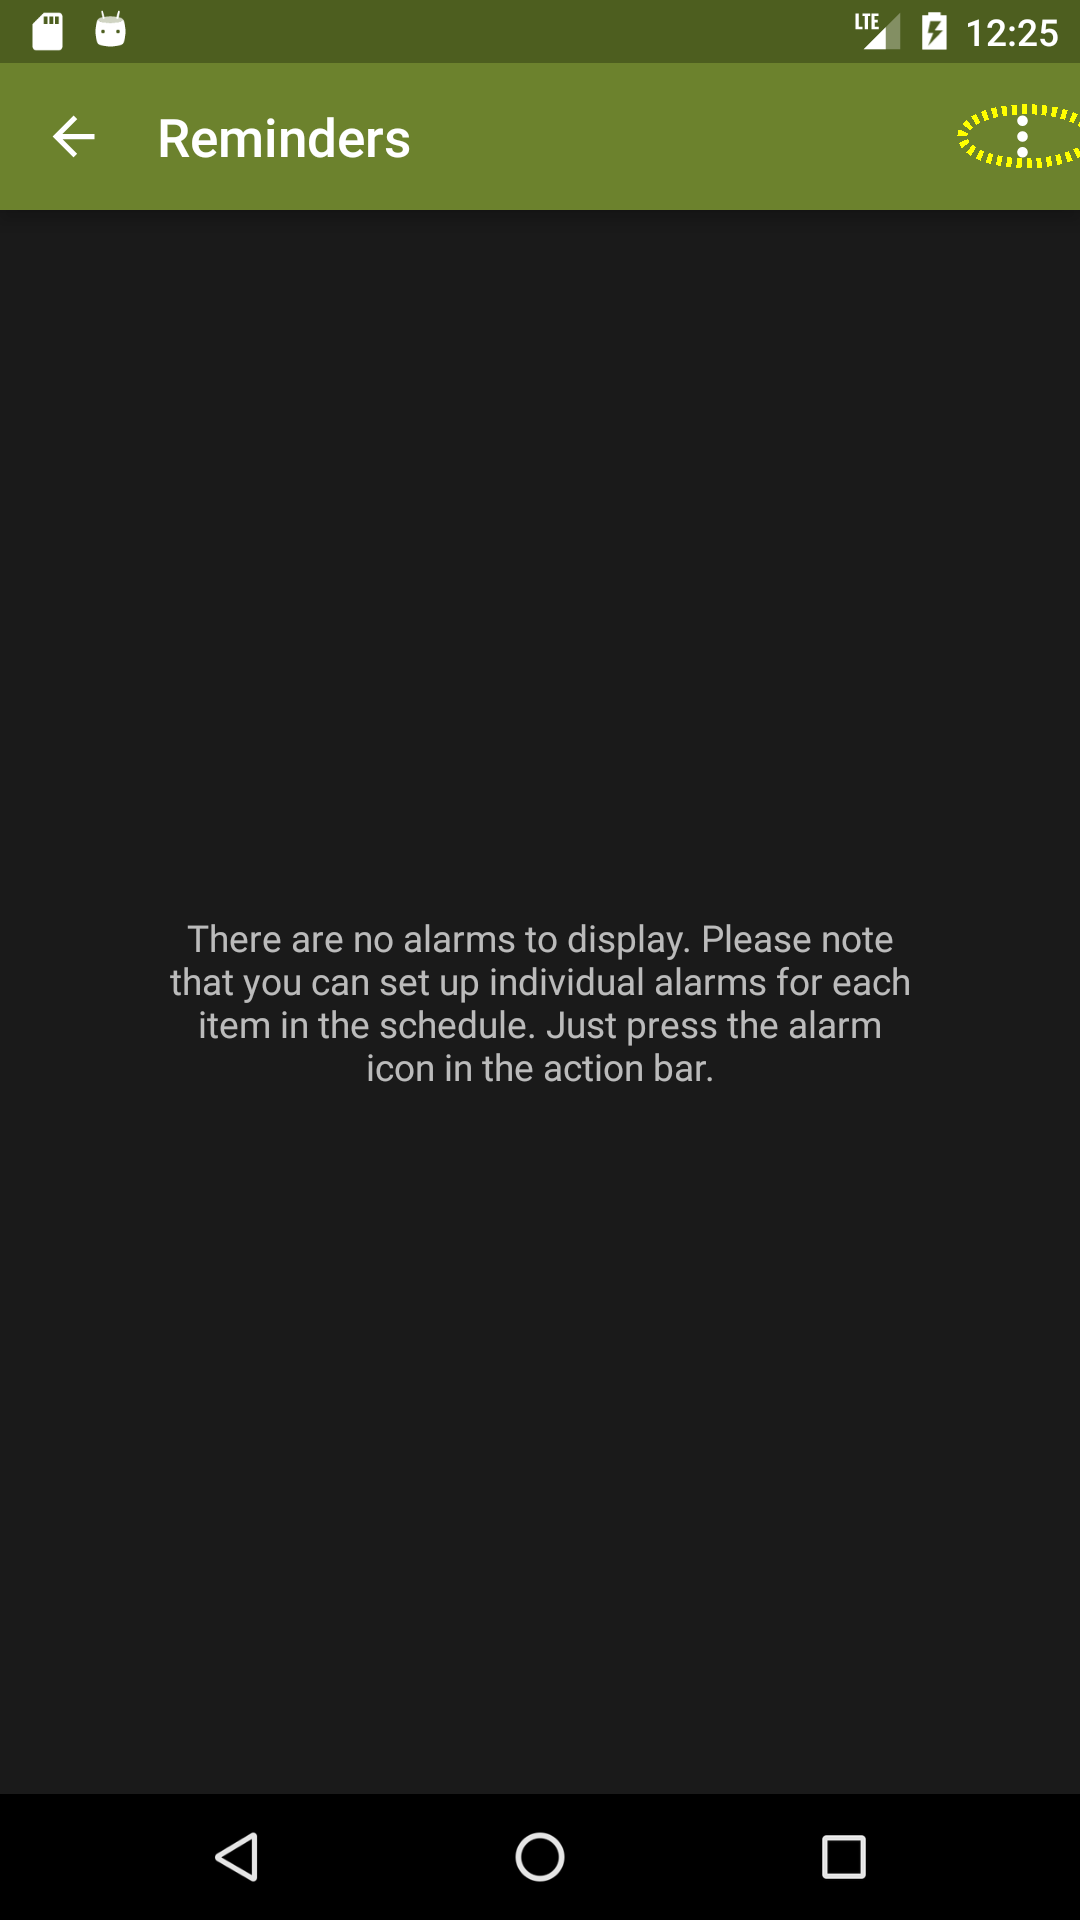 LTE 12:25
Reminders
There are no alarms to display. Please note
that you can set up individual alarms for each
item in the schedule. Just press the alarm
icon in the action bar.